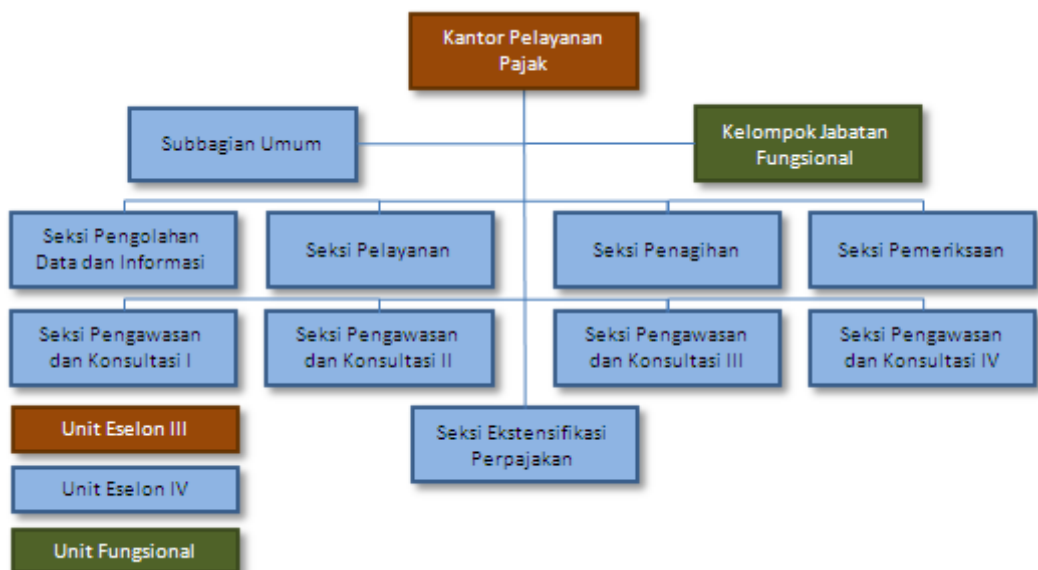 Kantor Pelayanan
Pajak
Subbagian Umum
Kelompok Jabatan
Fungsional
Seksi Pengolahan
Data dan Informasi
Seksi Pelayanan
Seksi Penagihan
Seksi Pemeriksaan
Seksi Pengawasan
dan Konsultasi I
Seksi Pengawasan
dan Konsultasi II
Seksi Pengawasan
dan Konsultasi III
Seksi Pengawasan
dan Konsultasi IV
Seksi Ekstensifikasi
Perpajakan
Unit Eselon III
Unit Eselon IV
Unit Fungsional